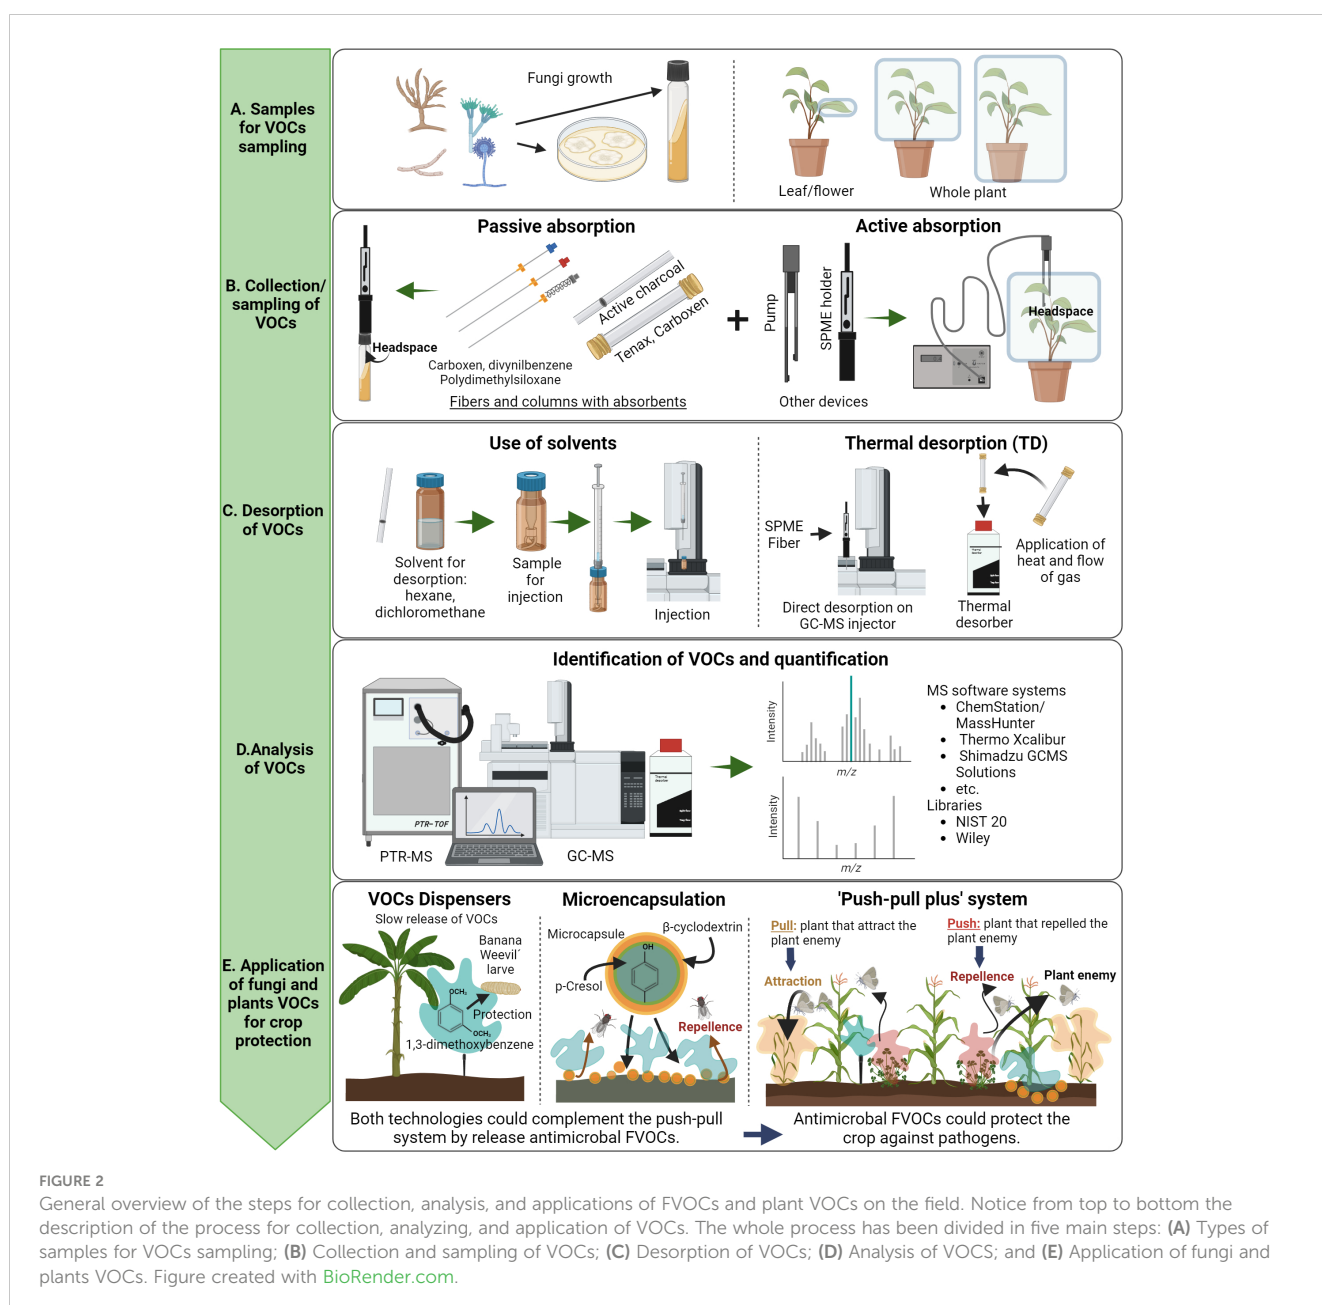 A. Samples
for VOCs
sampling
Fungi growth
Leaf/flower
Whole plant
B. Collection/
sampling of
VOCs
Passive absorption
Active absorption
Headspace
Active charcoal
Tenax, Carboxen
Carboxen, divynilbenzene
Polydimethylsiloxane
Fibers and columns with absorbents
+
Pump
SPME holder
Other devices
Headspace
C. Desorption
of VOCs
Use of solvents
Solvent for
desorption:
hexane,
dichloromethane
Sample
for
injection
Injection
Thermal desorption (TD)
SPME
Fiber
Direct desorption on
GC-MS injector
Thermal
desorber
Application of
heat and flow
of gas
D.Analysis
of VOCs
Identification of VOCs and quantification
PTR-TOF
PTR-MS
GC-MS
Thermal
desorber
Intensity
m/z
Intensity
m/z
MS software systems
• ChemStation/
MassHunter
• Thermo Xcalibur
• Shimadzu GCMS
Solutions
• etc.
Libraries
• NIST 20
• Wiley
E. Application
of fungi and
plants VOCs
for crop
protection
VOCs Dispensers
Slow release of VOCs
Banana
Weevil´
larve
OCH3
OCH3
Protection
1,3-dimethoxybenzene
Microencapsulation
Microcapsule
β-cyclodextrin
OH
p-Cresol
Repellence
'Push-pull plus' system
Pull: plant that attract the
plant enemy
Attraction
Push: plant that repelled the
plant enemy
Repellence
Plant enemy
Both technologies could complement the push-pull
system by release antimicrobial FVOCs.
Antimicrobial FVOCs could protect the
crop against pathogens.
FIGURE 2
General overview of the steps for collection, analysis, and applications of FVOCs and plant VOCs on the field. Notice from top to bottom the
description of the process for collection, analyzing, and application of VOCs. The whole process has been divided in five main steps: (A) Types of
samples for VOCs sampling; (B) Collection and sampling of VOCs; (C) Desorption of VOCs; (D) Analysis of VOCS; and (E) Application of fungi and
plants VOCs. Figure created with BioRender.com.